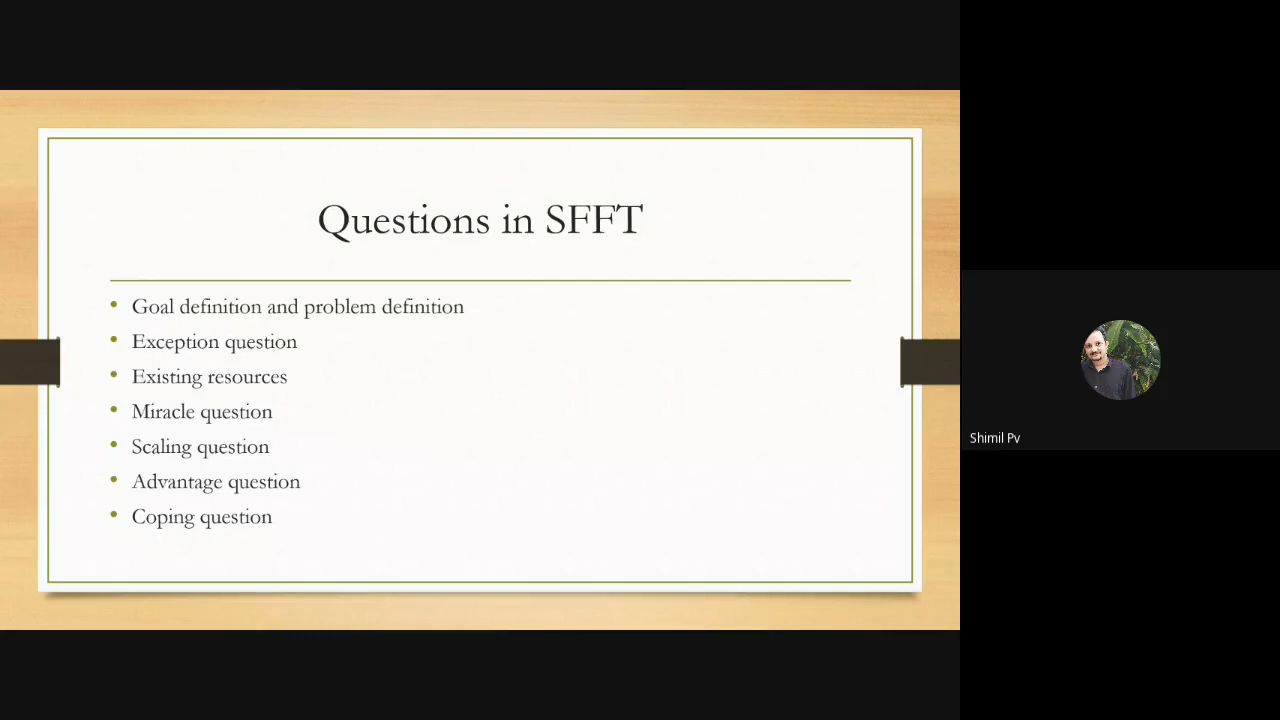 Questions in SFFT
• Goal definition and problem definition
• Exception question
• Existing resources
• Miracle question
• Scaling question
• Advantage question
• Coping question
Shimil Pv